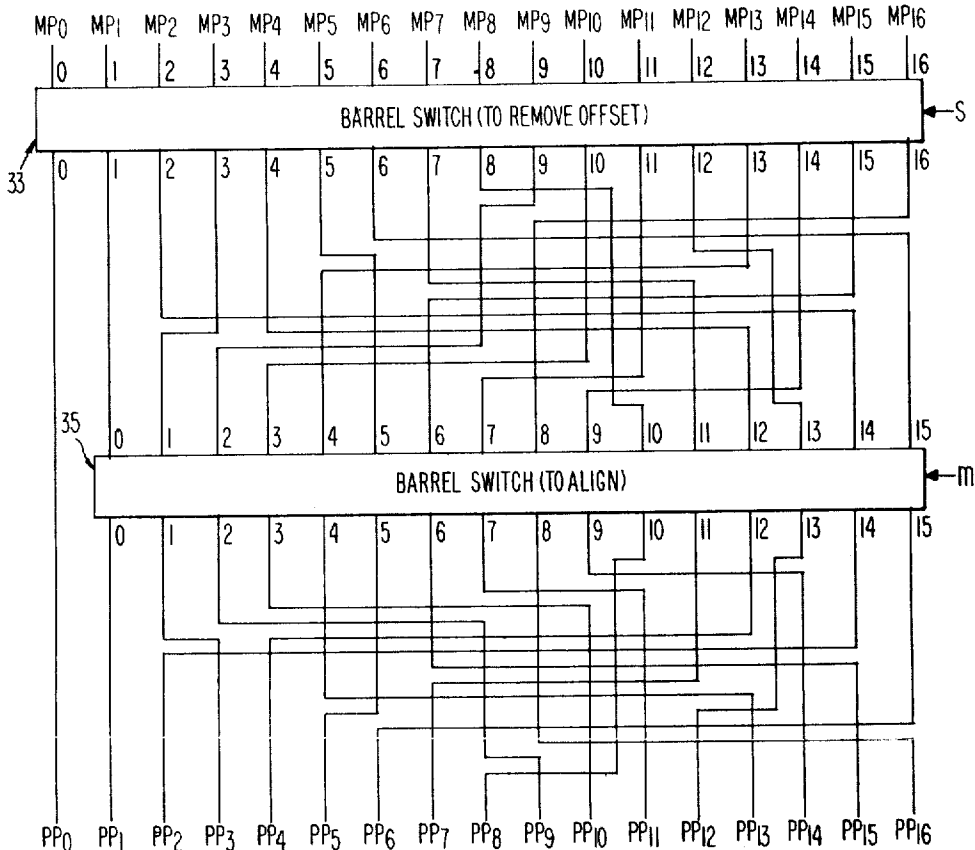 MP0 MP1 MP2 MP3 MP4 MP5 MP6 MP7 MP8 MP9 MP10 MP11 MP12 MP13 MP14 MP15 MP16
0 1 2 3 4 5 6 7 8 9 10 11 12 13 14 15 16
BARREL SWITCH (TO REMOVE OFFSET)
S
33
0 1 2 3 4 5 6 7 8 9 10 11 12 13 14 15 16
35
0 1 2 3 4 5 6 7 8 9 10 11 12 13 14 15
BARREL SWITCH (TO ALIGN)
m
0 1 2 3 4 5 6 7 8 9 10 11 12 13 14 15
PP0 PP1 PP2 PP3 PP4 PP5 PP6 PP7 PP8 PP9 PP10 PP11 PP12 PP13 PP14 PP15 PP16